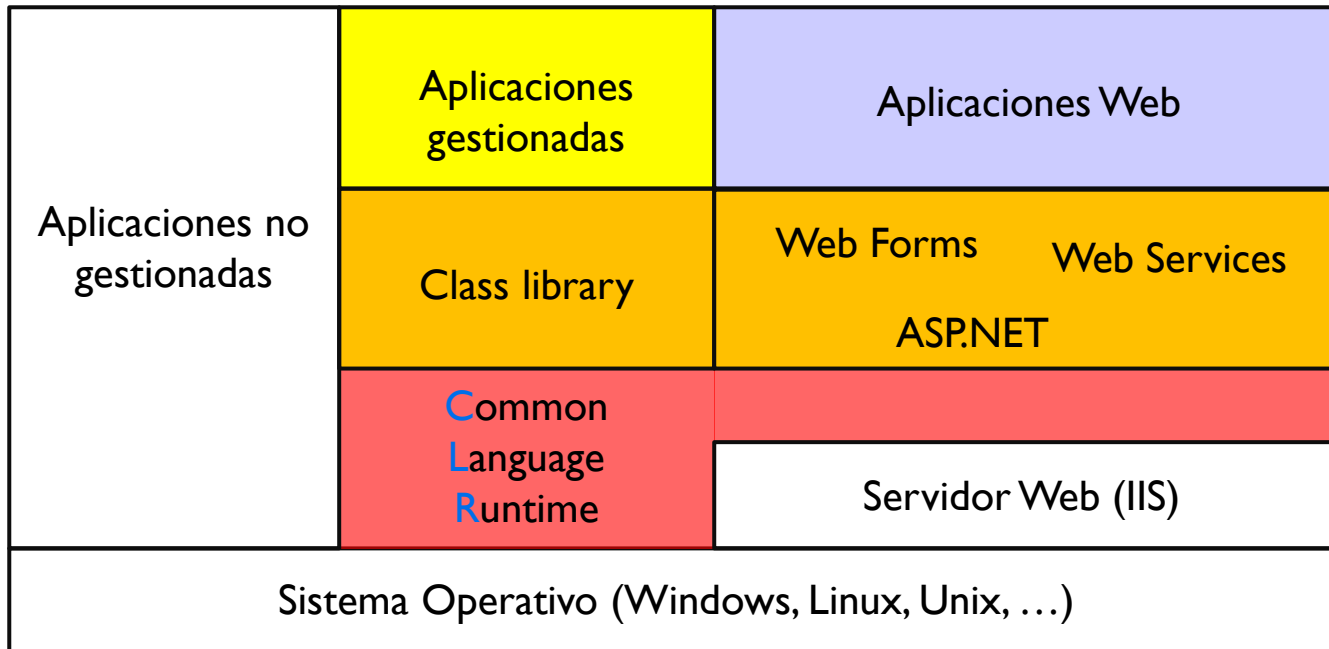 Aplicaciones no
gestionadas
Aplicaciones
gestionadas
Aplicaciones Web
Class library
Web Forms
Web Services
ASP.NET
Common
Language
Runtime
Servidor Web (IIS)
Sistema Operativo (Windows, Linux, Unix, …)